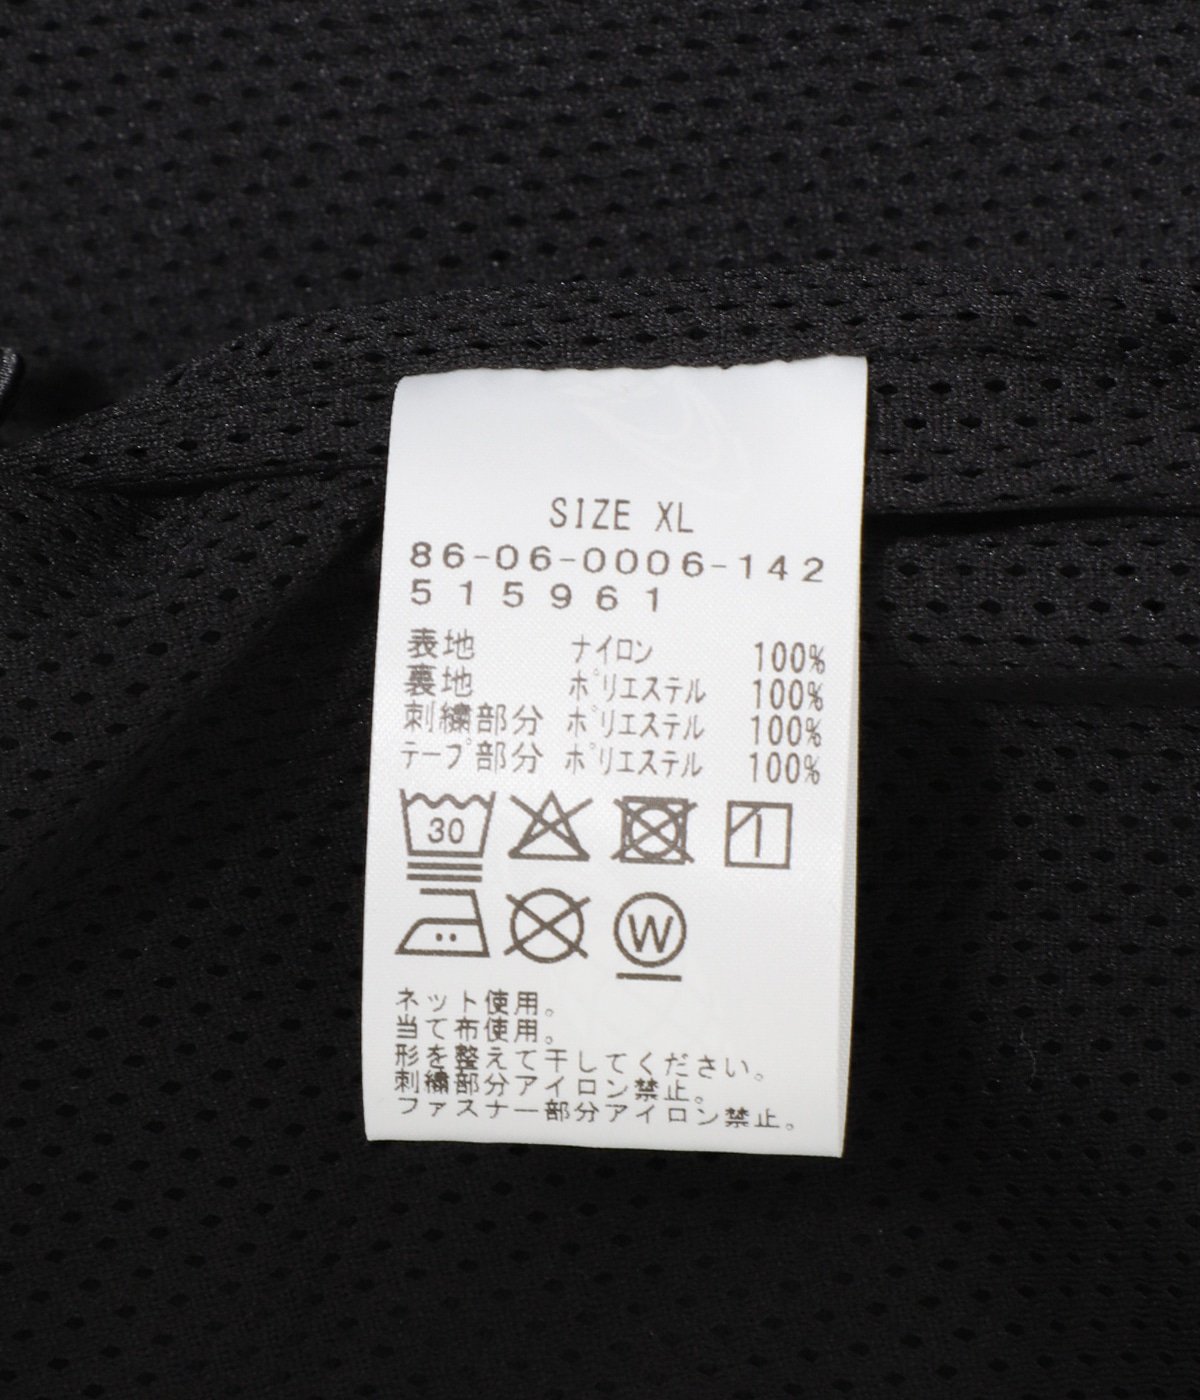 SIZE XL
86-06-0006-142
515961
表地 ナイロン 100%
裏地 ポリエステル 100%
刺繍部分 ポリエステル 100%
テープ部分 ポリエステル 100%
30
W
ネット使用。
当て布使用。
形を整えて干してください。
刺繍部分アイロン禁止。
ファスナー部分アイロン禁止。